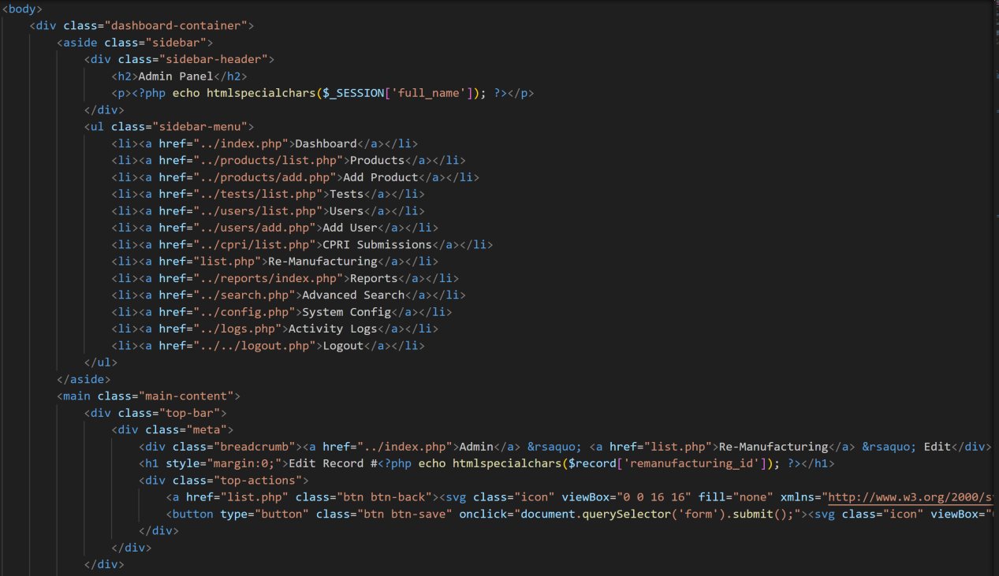 <body>
<div class="dashboard-container">
<aside class="sidebar">
<div class="sidebar-header">
<h2>Admin Panel</h2>
<p><?php echo htmlspecialchars($_SESSION['full_name']); ?></p>
</div>
<ul class="sidebar-menu">
<li><a href="../index.php">Dashboard</a></li>
<li><a href="../products/list.php">Products</a></li>
<li><a href="../products/add.php">Add Product</a></li>
<li><a href="../tests/list.php">Tests</a></li>
<li><a href="../users/list.php">Users</a></li>
<li><a href="../users/add.php">Add User</a></li>
<li><a href="../cpri/list.php">CPRI Submissions</a></li>
<li><a href="list.php">Re-Manufacturing</a></li>
<li><a href="../reports/index.php">Reports</a></li>
<li><a href="../search.php">Advanced Search</a></li>
<li><a href="../config.php">System Config</a></li>
<li><a href="../logs.php">Activity Logs</a></li>
<li><a href="../../logout.php">Logout</a></li>
</ul>
</aside>
<main class="main-content">
<div class="top-bar">
<div class="meta">
<div class="breadcrumb"><a href="../index.php">Admin</a> &rsaquo; <a href="list.php">Re-Manufacturing</a> &rsaquo; Edit</div>
<h1 style="margin:0;">Edit Record #<?php echo htmlspecialchars($record['remanufacturing_id']); ?></h1>
<div class="top-actions">
<a href="list.php" class="btn btn-back"><svg class="icon" viewBox="0 0 16 16" fill="none" xmlns="http://www.w3.org/2000/s
<button type="button" class="btn btn-save" onclick="document.querySelector('form').submit();"><svg class="icon" viewBox="
</div>
</div>
</div>